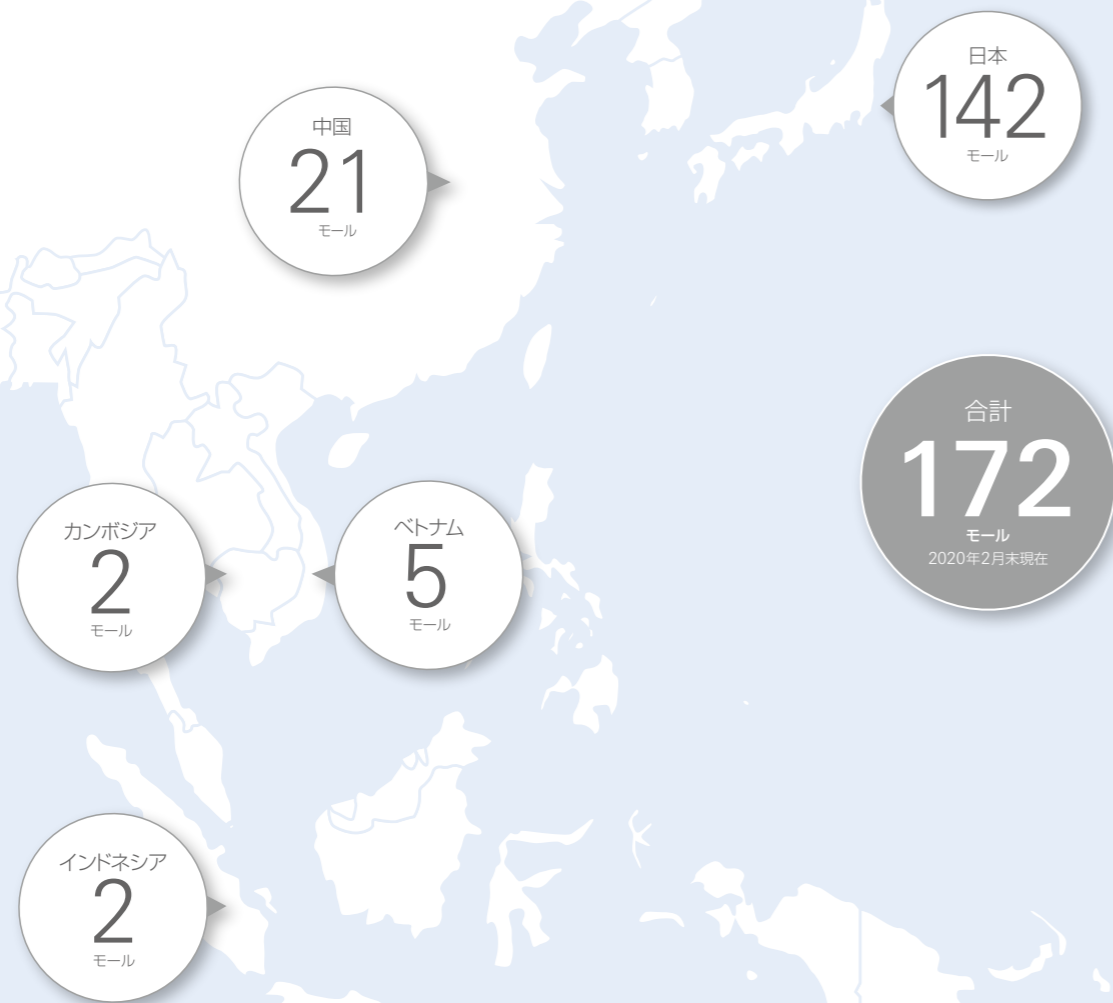 日本
142
モール
中国
21
モール
合計
172
モール
2020年2月末現在
カンボジア
2
モール
ベトナム
5
モール
インドネシア
2
モール